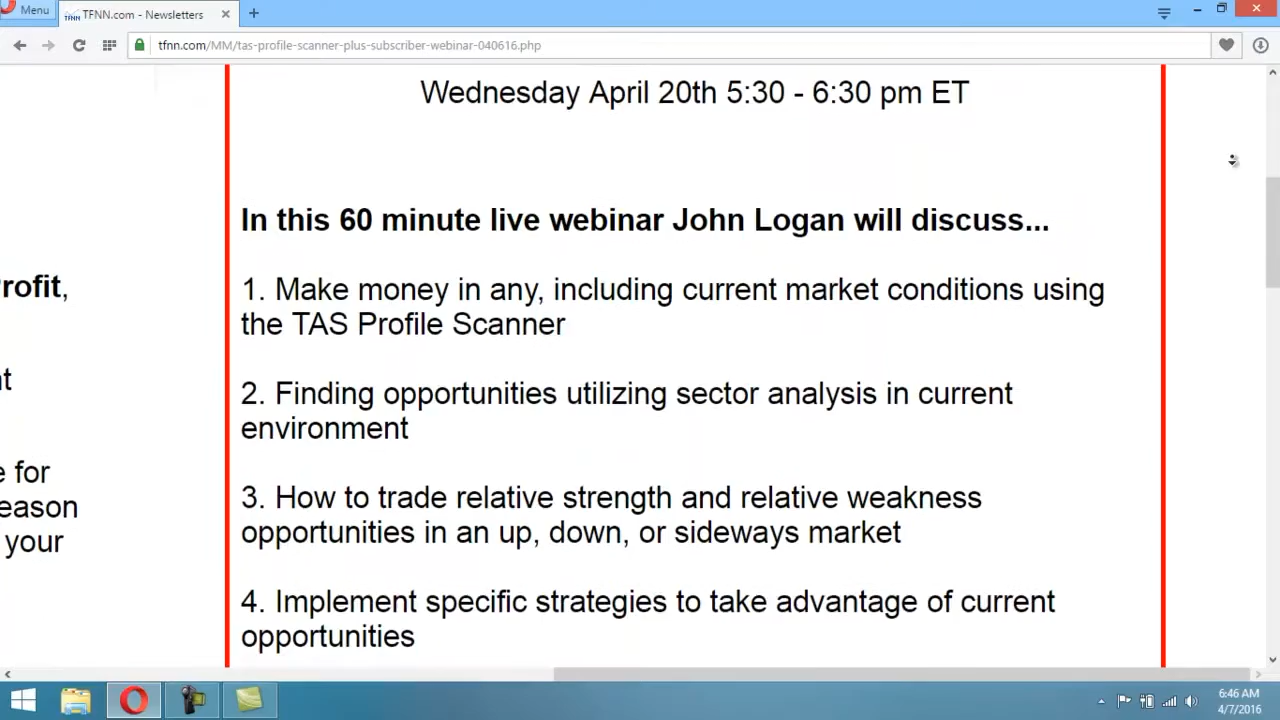 Menu
TFNN.com - Newsletters
tfnn.com/MM/tas-profile-scanner-plus-subscriber-webinar-040616.php
Wednesday April 20th 5:30 - 6:30 pm ET
In this 60 minute live webinar John Logan will discuss...
1. Make money in any, including current market conditions using
the TAS Profile Scanner
2. Finding opportunities utilizing sector analysis in current
environment
3. How to trade relative strength and relative weakness
opportunities in an up, down, or sideways market
4. Implement specific strategies to take advantage of current
opportunities
rofit,
t
e for
eason
your
6:46 AM
4/7/2016